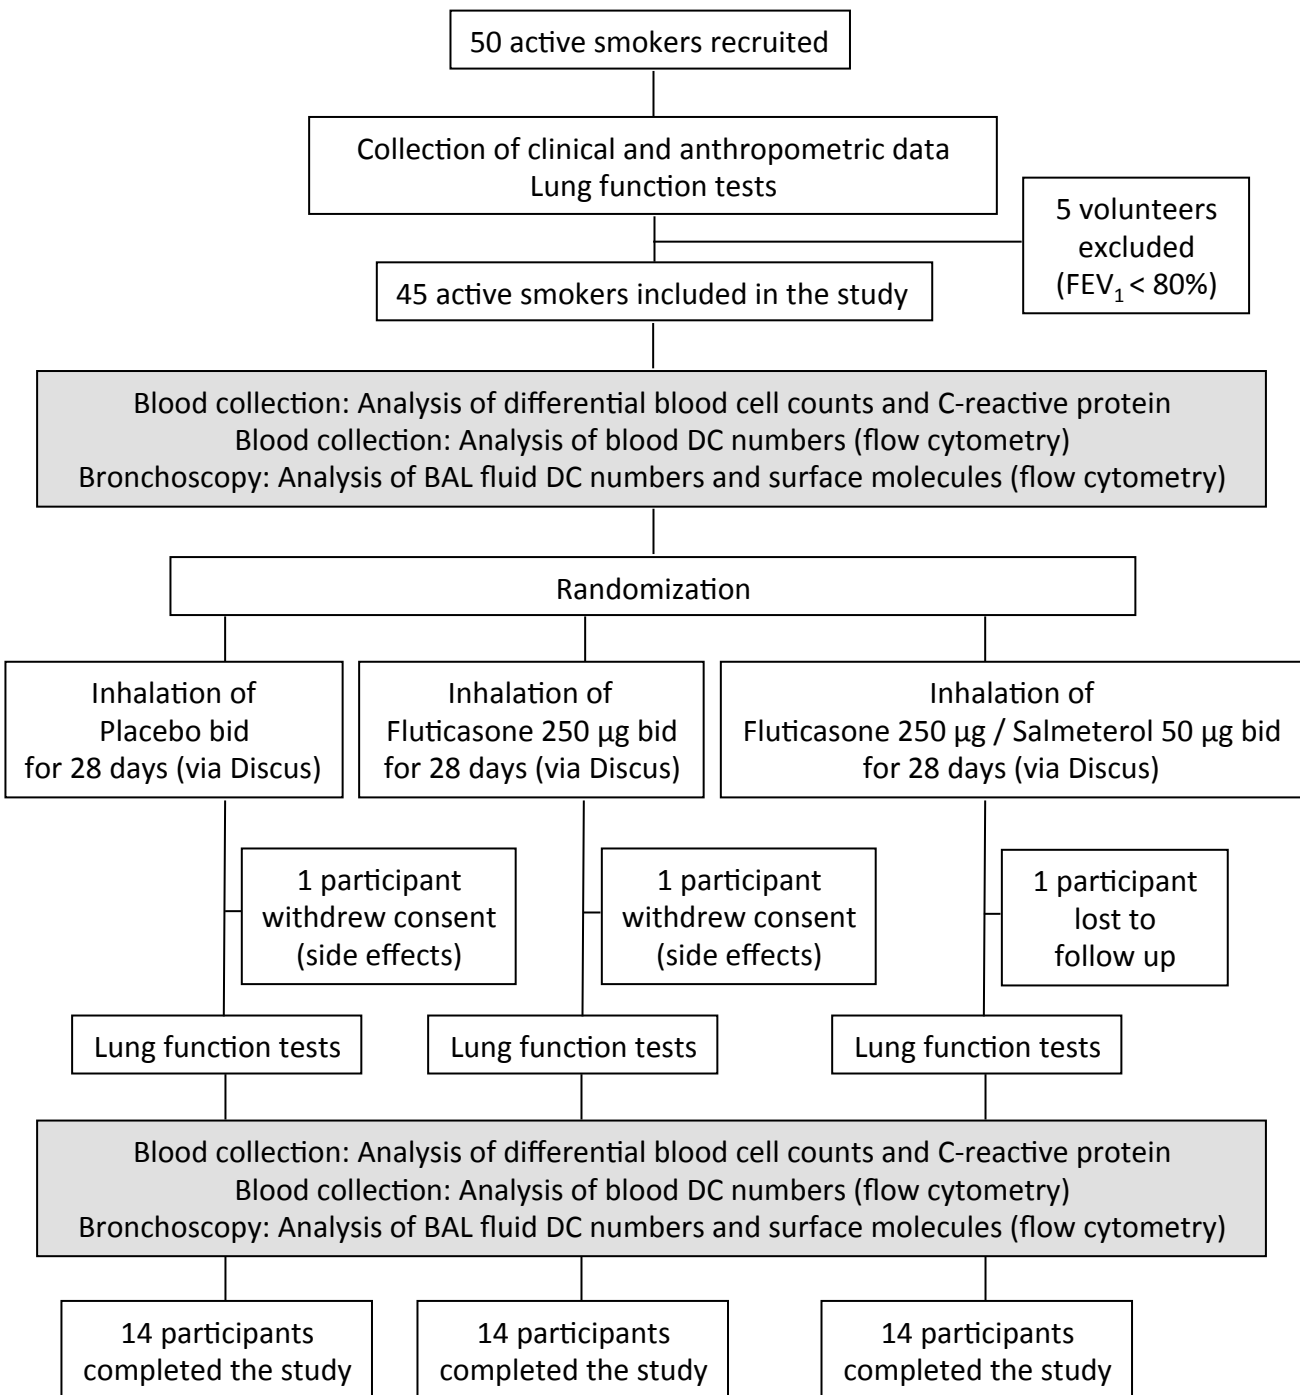 50 active smokers recruited
Collection of clinical and anthropometric data
Lung function tests
5 volunteers
excluded
(FEV₁ < 80%)
45 active smokers included in the study
Blood collection: Analysis of differential blood cell counts and C-reactive protein
Blood collection: Analysis of blood DC numbers (flow cytometry)
Bronchoscopy: Analysis of BAL fluid DC numbers and surface molecules (flow cytometry)
Randomization
Inhalation of
Placebo bid
for 28 days (via Discus)
Inhalation of
Fluticasone 250 µg bid
for 28 days (via Discus)
Inhalation of
Fluticasone 250 µg / Salmeterol 50 µg bid
for 28 days (via Discus)
1 participant
withdrew consent
(side effects)
1 participant
withdrew consent
(side effects)
1 participant
lost to
follow up
Lung function tests
Lung function tests
Lung function tests
Blood collection: Analysis of differential blood cell counts and C-reactive protein
Blood collection: Analysis of blood DC numbers (flow cytometry)
Bronchoscopy: Analysis of BAL fluid DC numbers and surface molecules (flow cytometry)
14 participants
completed the study
14 participants
completed the study
14 participants
completed the study